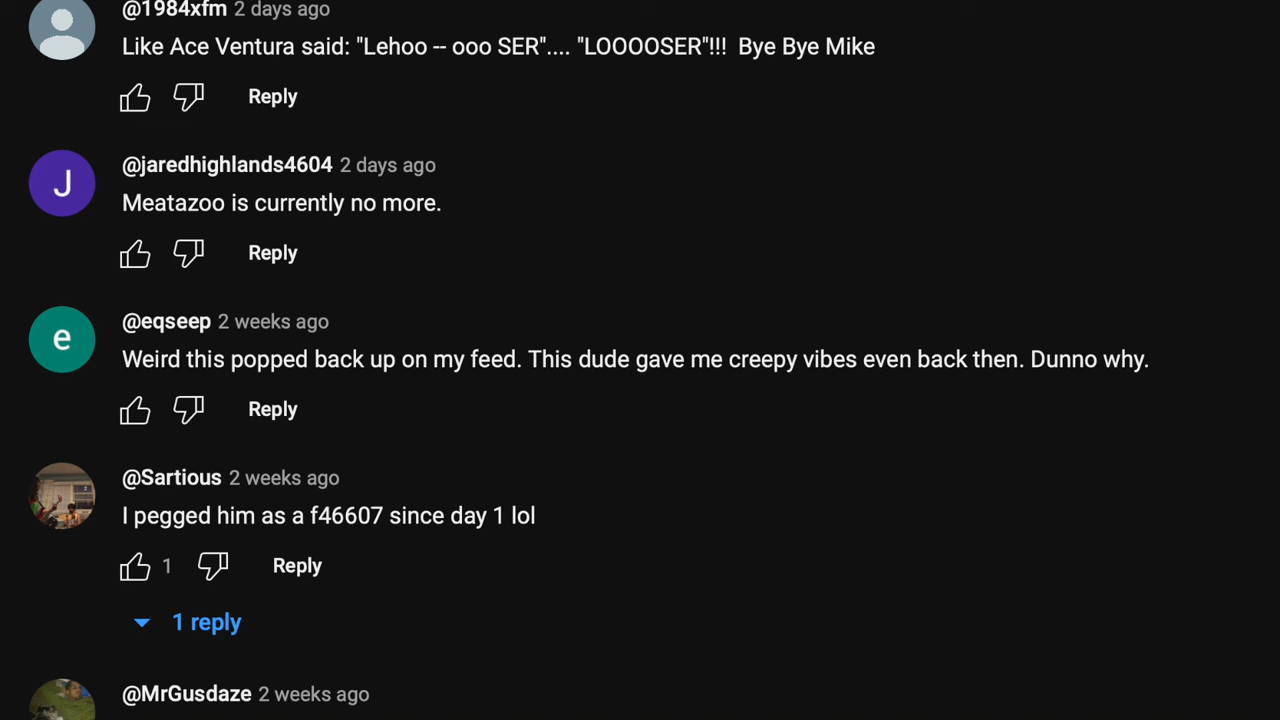 @1984xfm 2 days ago
Like Ace Ventura said: "Lehoo -- ooo SER".... "LOOOOSER"!!! Bye Bye Mike
Reply
J
@jaredhighlands4604 2 days ago
Meatazoo is currently no more.
Reply
e
@eqseep 2 weeks ago
Weird this popped back up on my feed. This dude gave me creepy vibes even back then. Dunno why.
Reply
@Sartious 2 weeks ago
I pegged him as a f46607 since day 1 lol
1 Reply
1 reply
@MrGusdaze 2 weeks ago